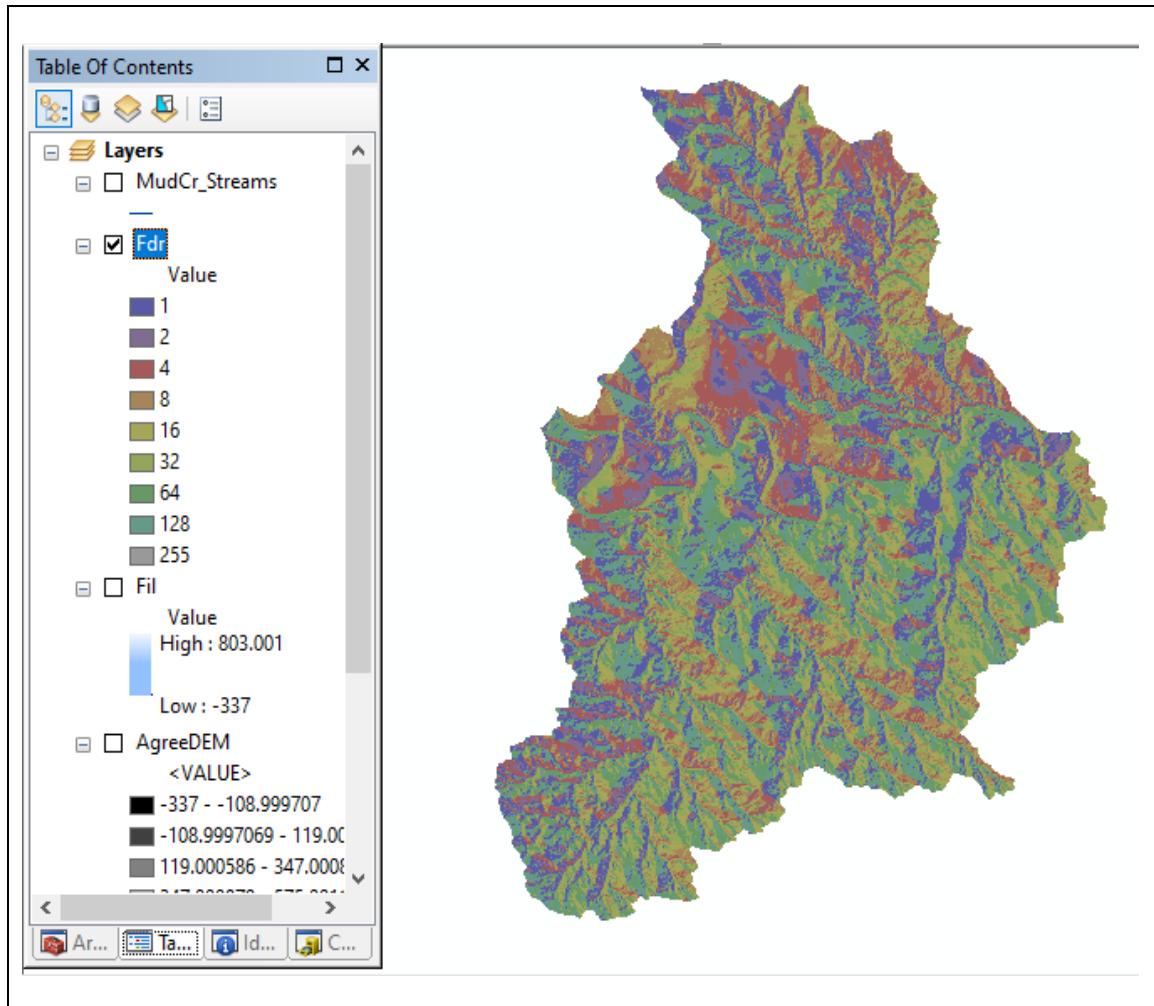 Table Of Contents
Layers
MudCr_Streams
Fdr
Value
1
2
4
8
16
32
64
128
255
Fil
Value
High : 803.001
Low : -337
AgreeDEM
<VALUE>
-337 - -108.999707
-108.9997069 - 119.00
119.000586 - 347.0008
Ar... Ta... Id... C...